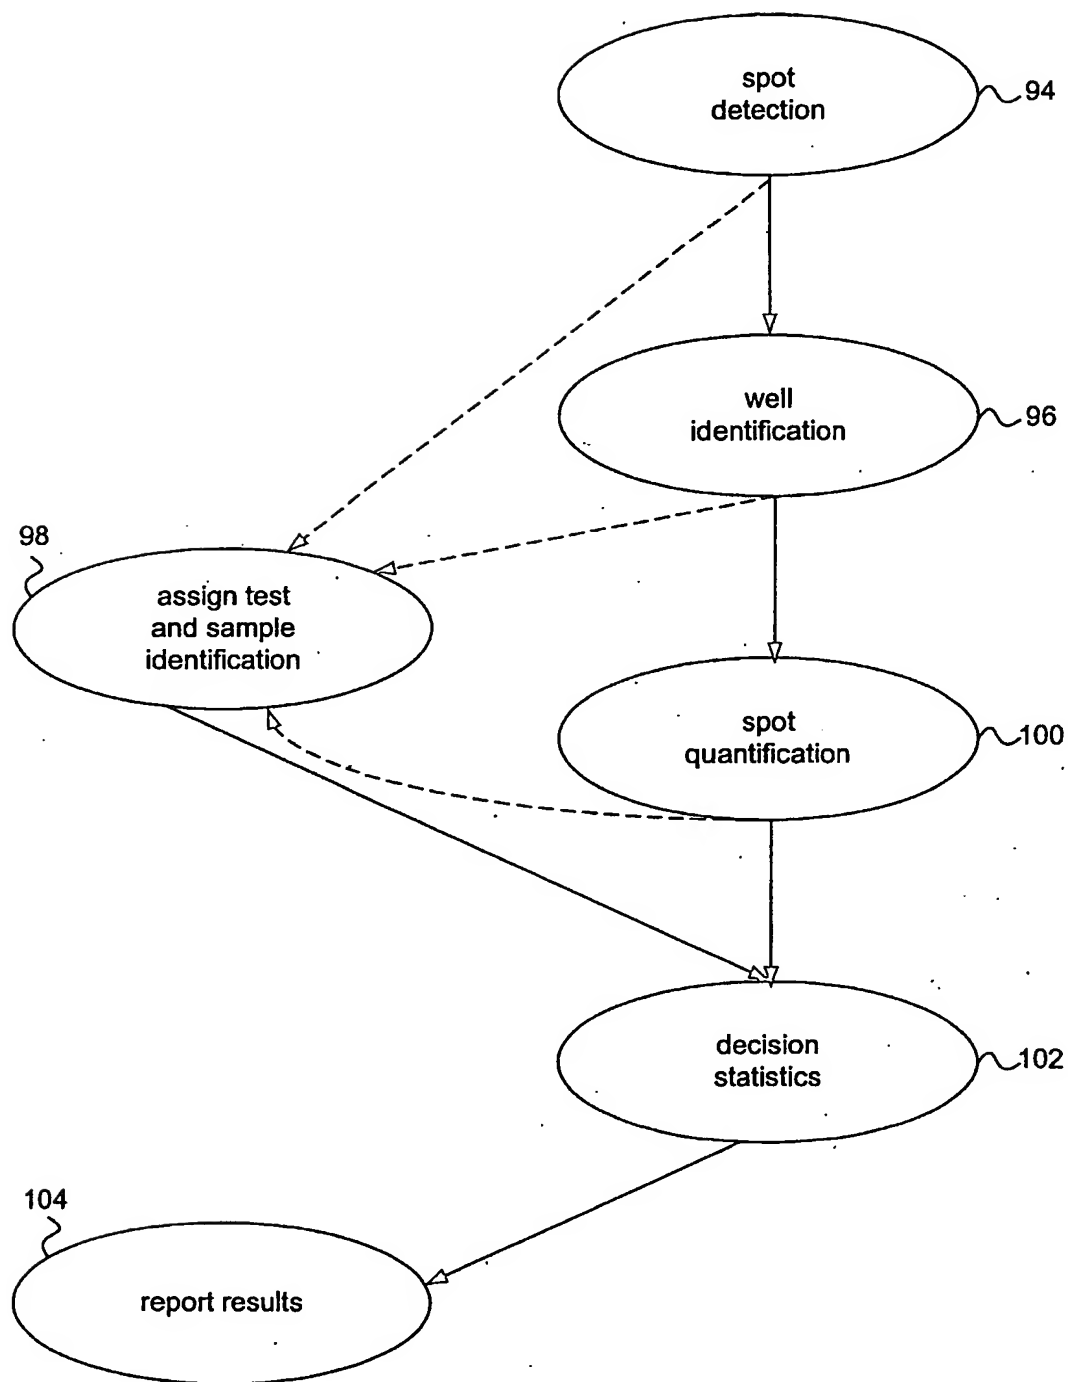 spot
detection
94
well
identification
96
98
assign test
and sample
identification
spot
quantification
100
decision
statistics
102
104
report results